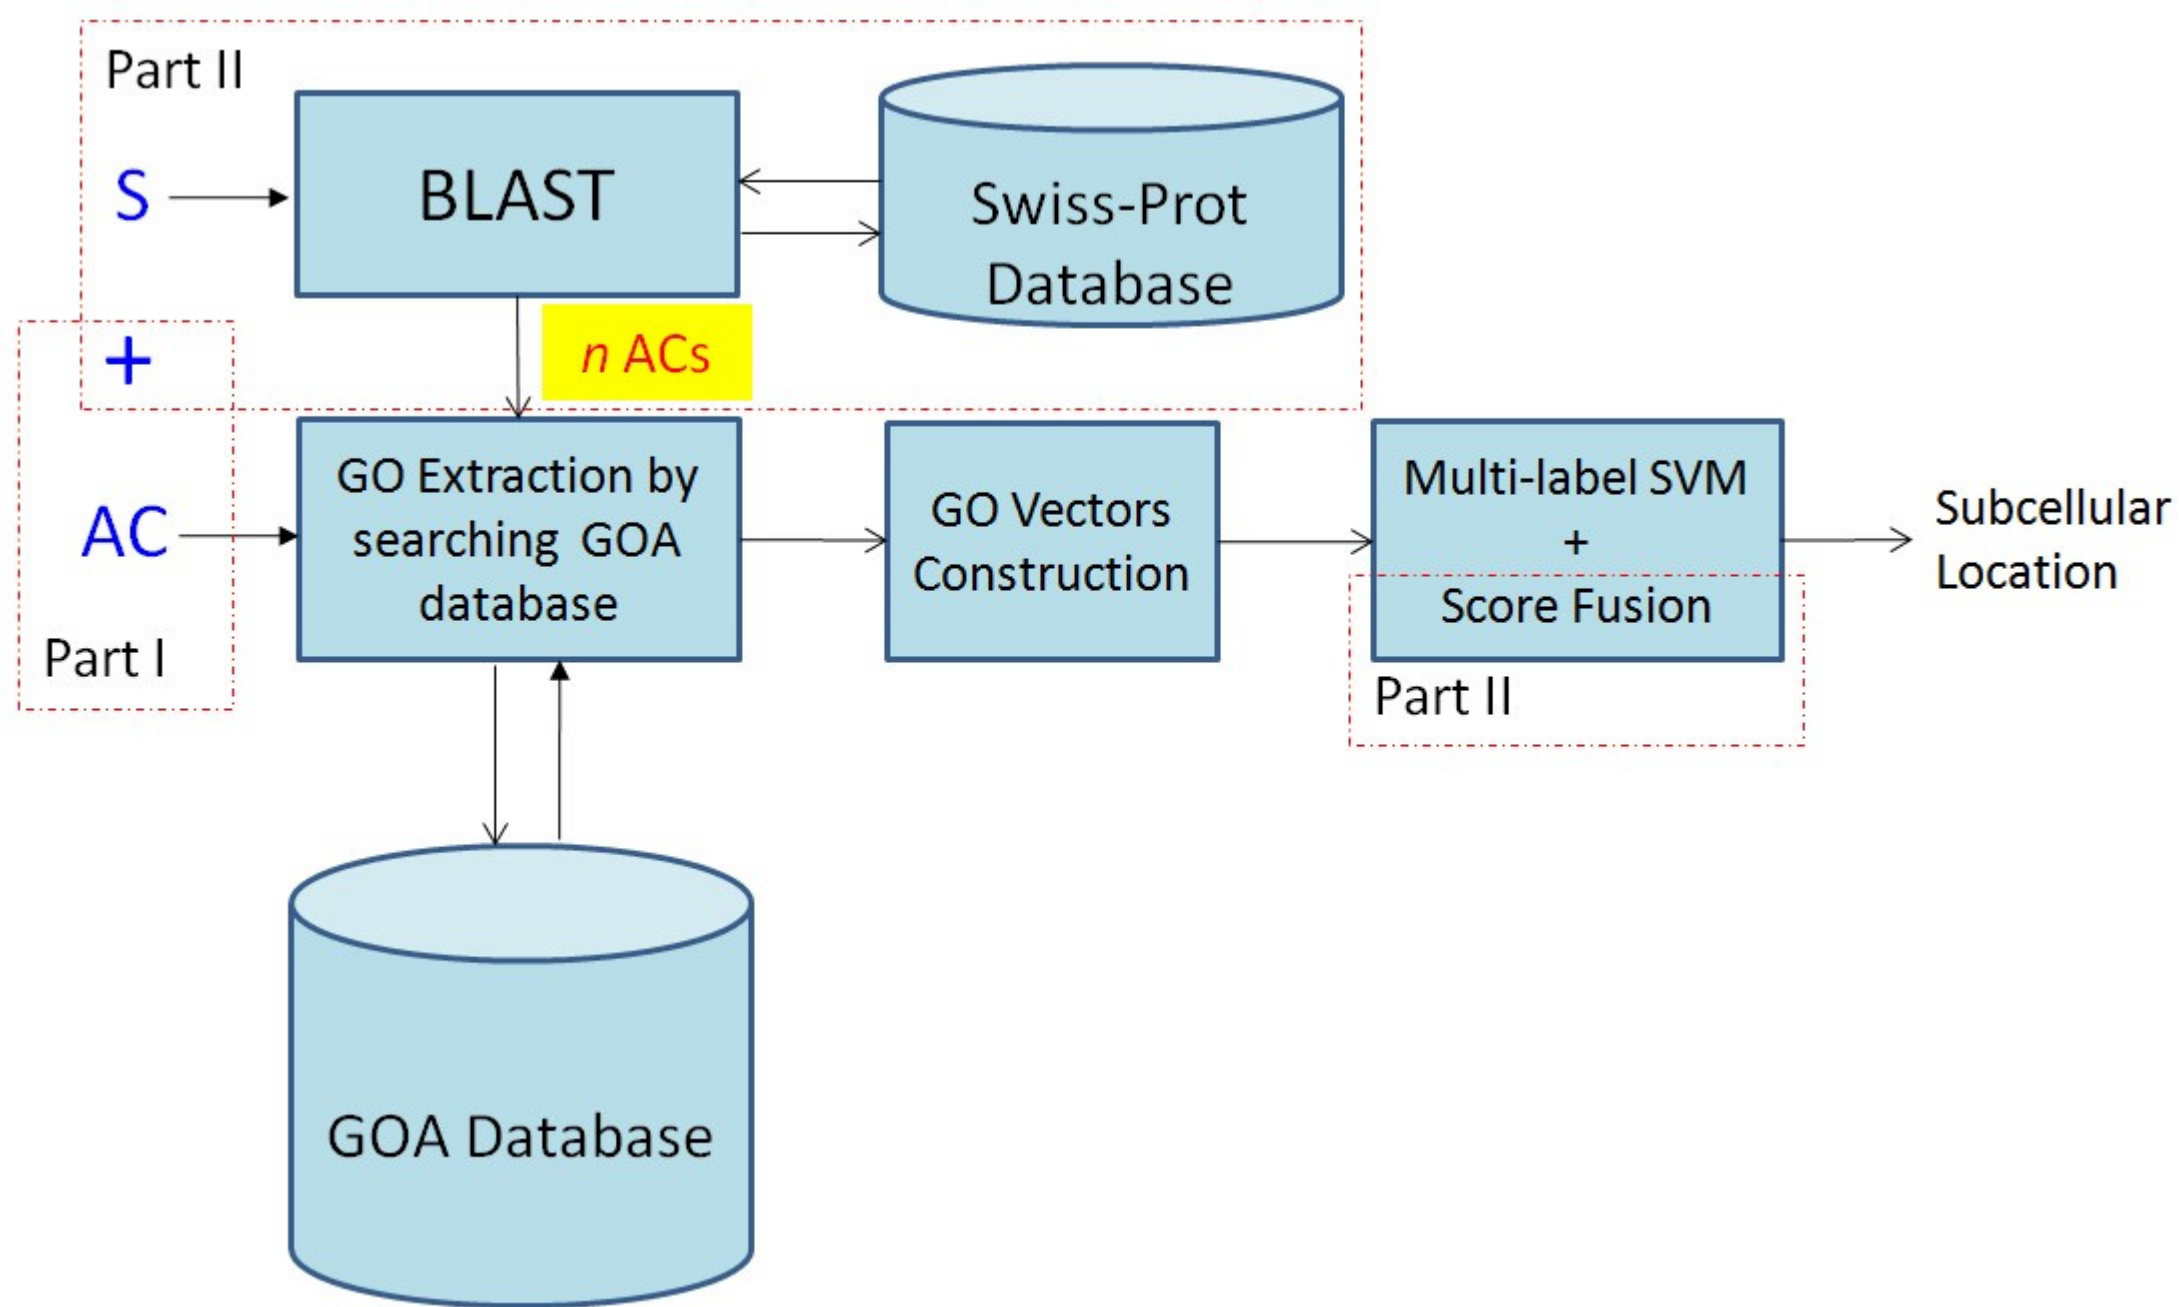 Part II
S
BLAST
Swiss-Prot
Database
+
n ACs
AC
Part I
GO Extraction by
searching GOA
database
GO Vectors
Construction
Multi-label SVM
+
Score Fusion
Part II
Subcellular
Location
GOA Database